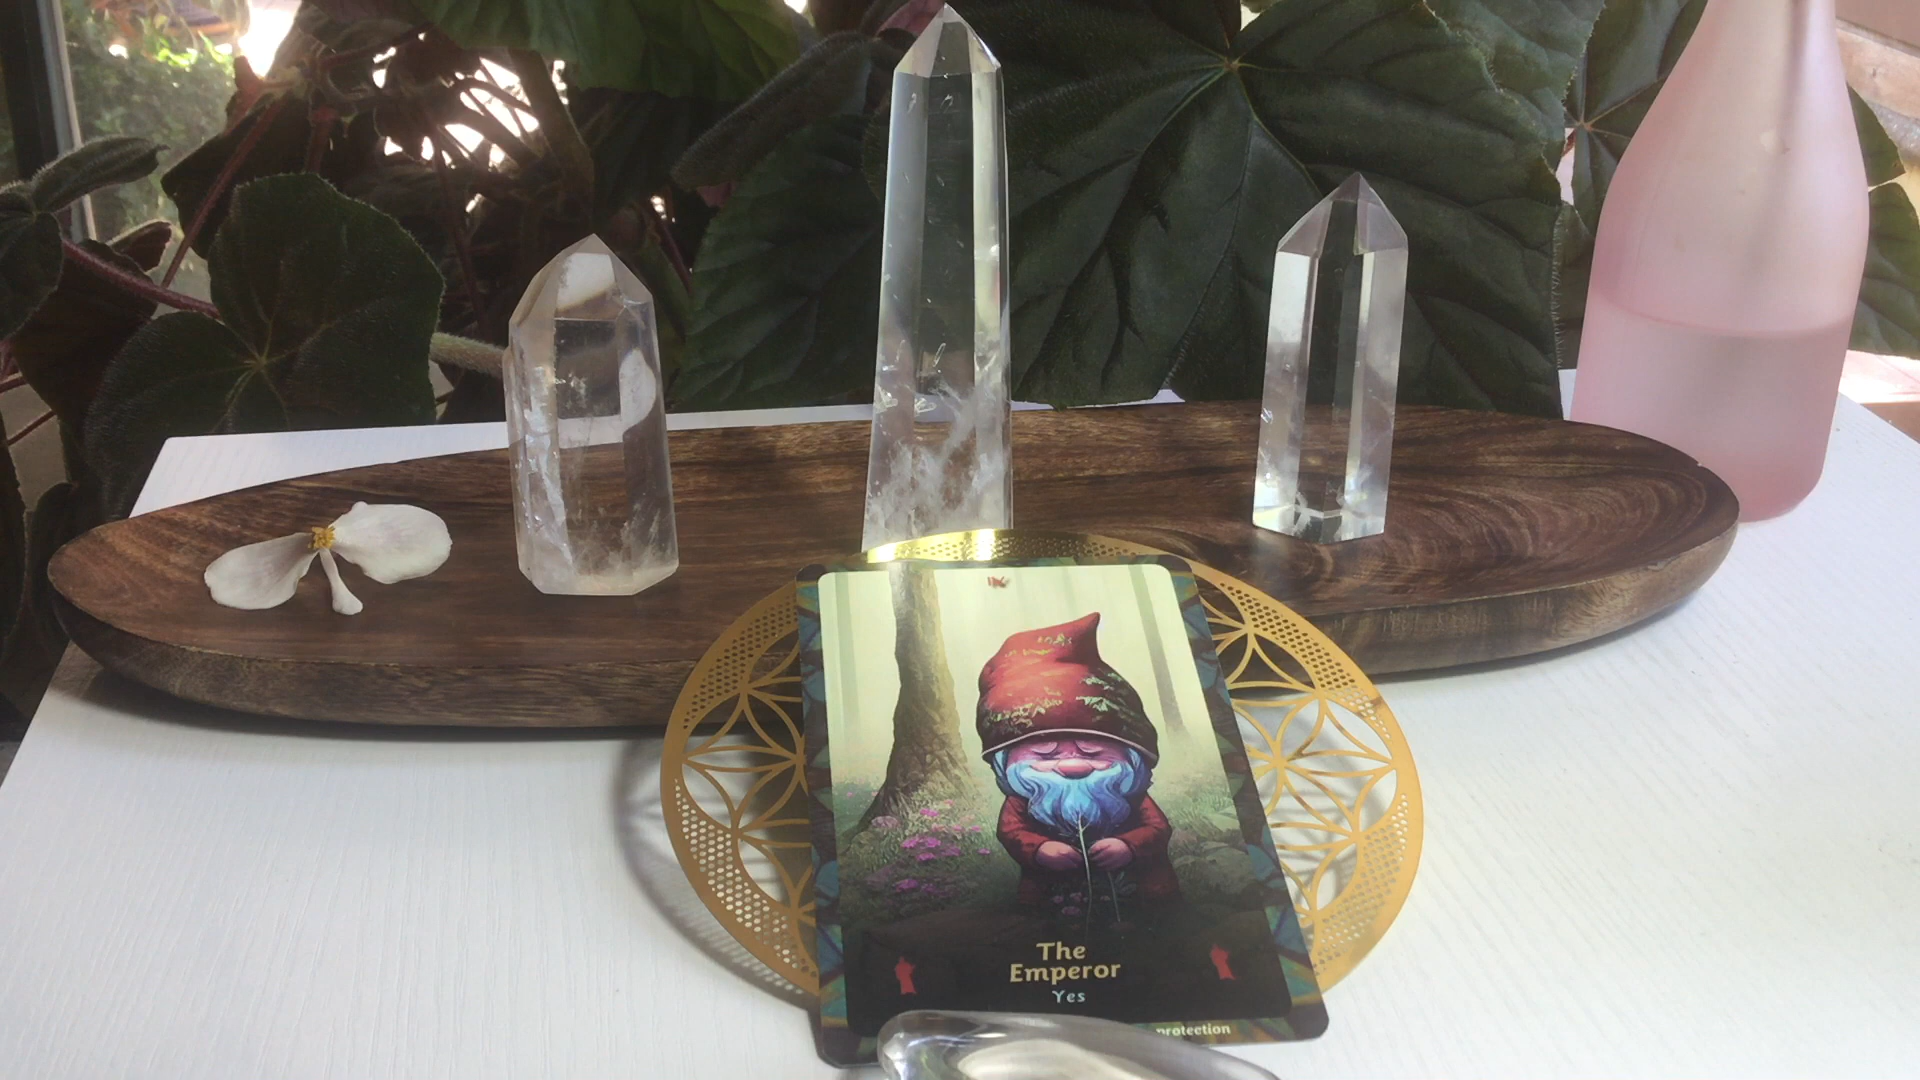 The
Emperor
Yes
protection